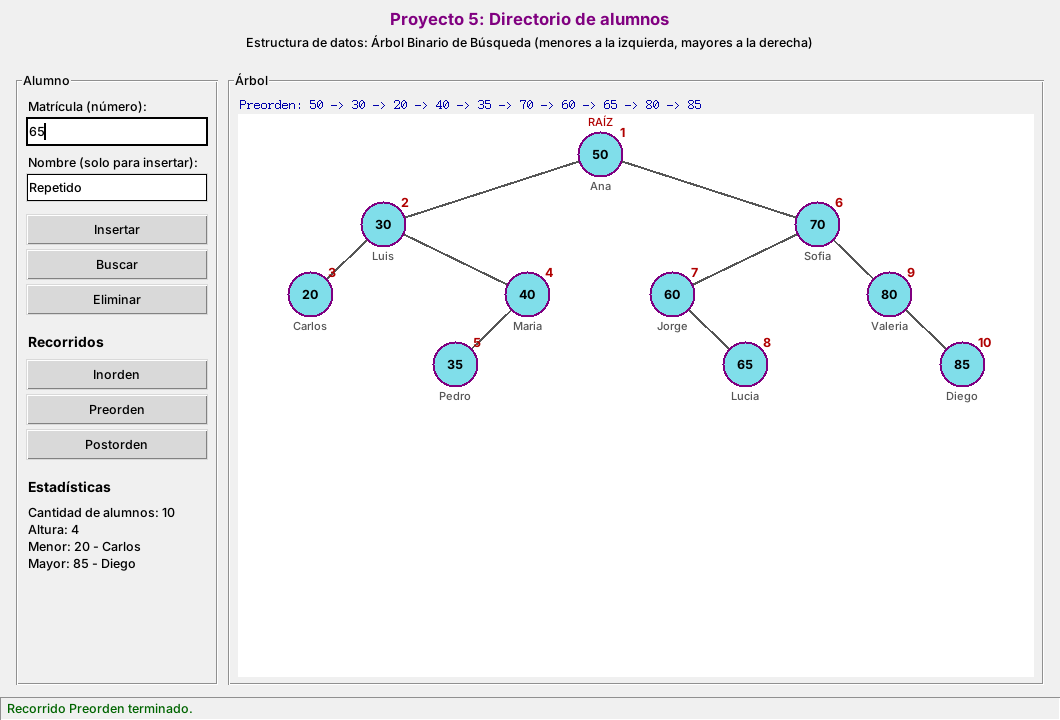 Proyecto 5: Directorio de alumnos
Estructura de datos: Árbol Binario de Búsqueda (menores a la izquierda, mayores a la derecha)
Alumno
Matrícula (número):
65
Nombre (solo para insertar):
Repetido
Insertar
Buscar
Eliminar
Recorridos
Inorden
Preorden
Postorden
Estadísticas
Cantidad de alumnos: 10
Altura: 4
Menor: 20 - Carlos
Mayor: 85 - Diego
Árbol
Preorden: 50 -> 30 -> 20 -> 40 -> 35 -> 70 -> 60 -> 65 -> 80 -> 85
RAÍZ
1
50
Ana
2
30
Luis
6
70
Sofia
3
20
Carlos
4
40
Maria
7
60
Jorge
9
80
Valeria
5
35
Pedro
8
65
Lucia
10
85
Diego
Recorrido Preorden terminado.